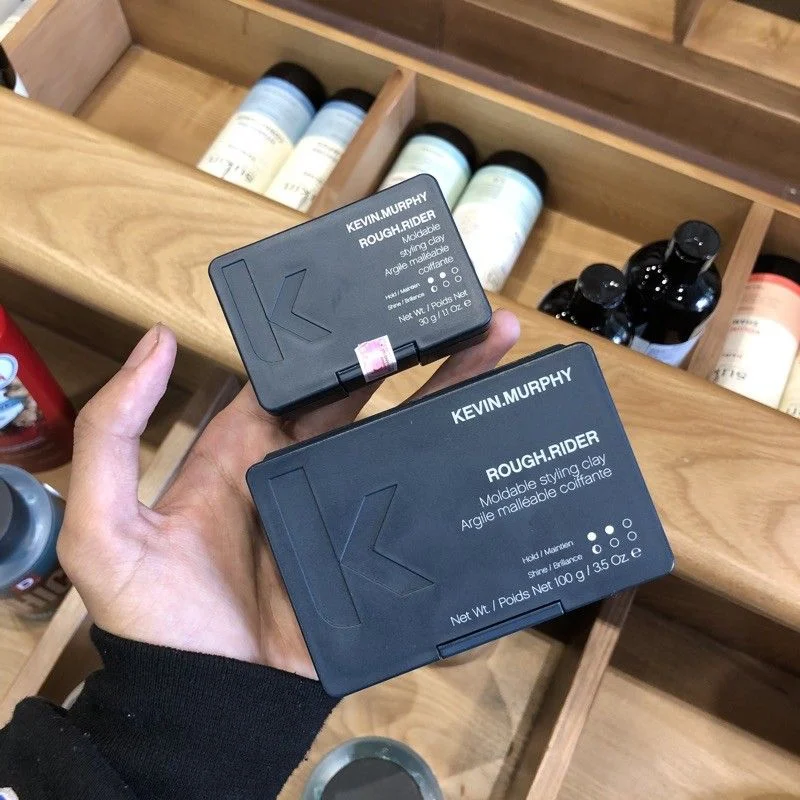 KEVIN.MURPHY
ROUGH.RIDER
Moldable
styling clay
Argile malléable
coiffante
Hold / Maintien
Shine / Brillance
Net Wt. / Poids Net
30 g / 1.1 Oz. e
KEVIN.MURPHY
ROUGH.RIDER
Moldable styling clay
Argile malléable coiffante
Hold / Maintien
Shine / Brillance
Net Wt. / Poids Net 100 g / 3.5 Oz e
sukin
sukin